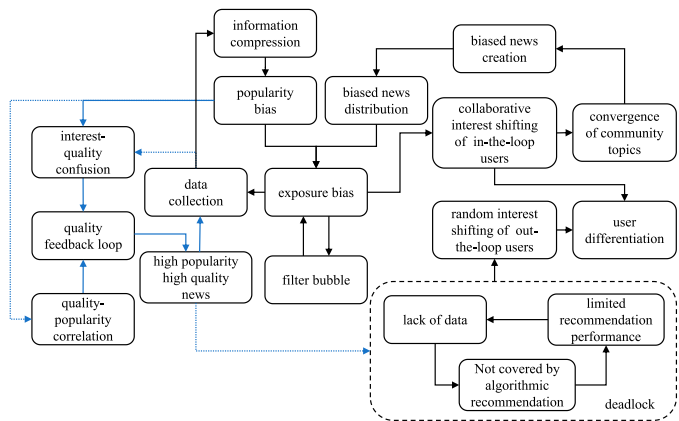 information
compression
biased news
creation
popularity
bias
biased news
distribution
collaborative
interest shifting
of in-the-loop
users
convergence
of community
topics
interest-
quality
confusion
data
collection
exposure bias
quality
feedback loop
random interest
shifting of out-
the-loop users
user
differentiation
high popularity
high quality
news
filter bubble
quality-
popularity
correlation
lack of data
limited
recommendation
performance
Not covered by
algorithmic
recommendation
deadlock